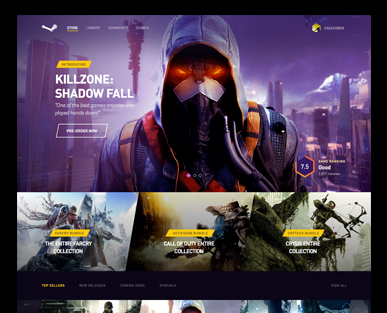 STORE LIBRARY COMMUNITY SEARCH
INTRODUCING
KILLZONE:
SHADOW FALL
"One of the best games
played hands down!"
PRE-ORDER NOW
7.5
GAME RANKING
Good
FARCRY BUNDLE
THE ENTIRE FARCRY
COLLECTION
ACTIVISION BUNDLE
CALL OF DUTY ENTIRE
COLLECTION
CRYTECH BUNDLE
CRYSIS ENTIRE
COLLECTION
TOP SELLERS NEW RELEASES COMING SOON SPECIALS VIEW ALL